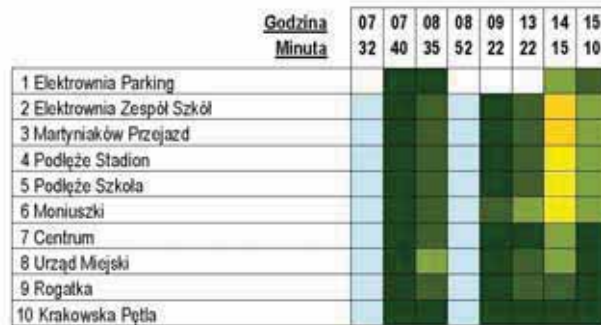 Godzina 07 07 08 08 09 13 14 15
Minuta 32 40 35 52 22 22 15 10
1 Elektrownia Parking
2 Elektrownia Zespół Szkół
3 Martyniaków Przejazd
4 Podłęże Stadion
5 Podłęże Szkoła
6 Moniuszki
7 Centrum
8 Urząd Miejski
9 Rogatka
10 Krakowska Pętla